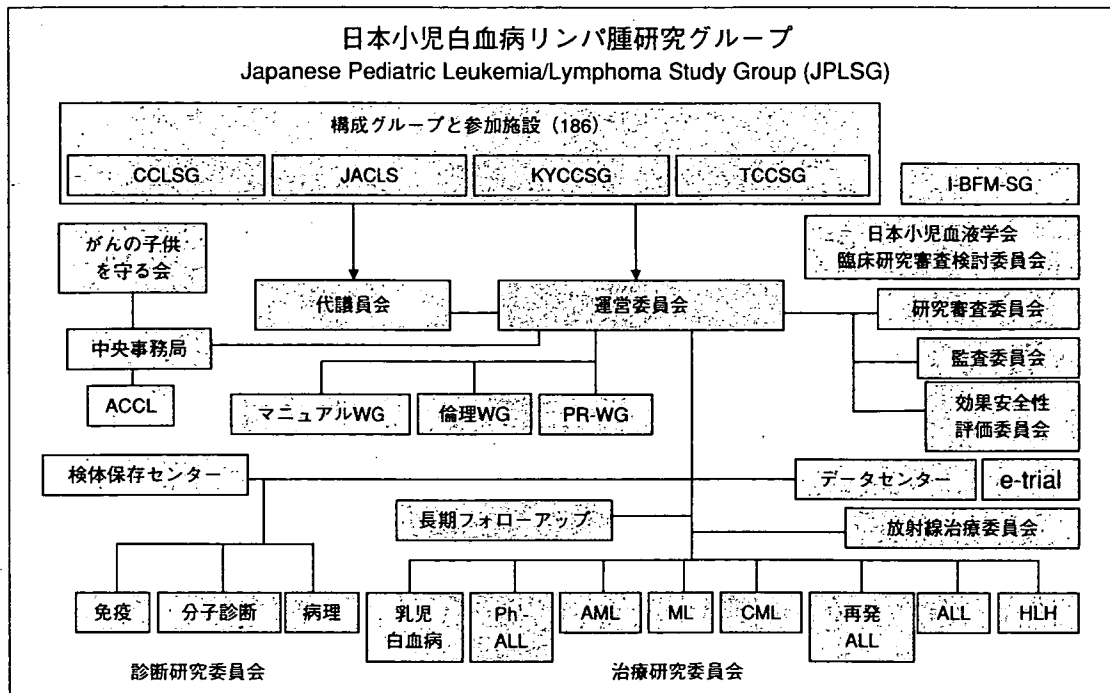 日本小児白血病リンパ腫研究グループ
Japanese Pediatric Leukemia/Lymphoma Study Group (JPLSG)
構成グループと参加施設（186）
CCLSG
JACLS
KYCCSG
TCCSG
I-BFM-SG
がんの子供
を守る会
日本小児血液学会
臨床研究審査検討委員会
代議員会
運営委員会
研究審査委員会
中央事務局
監査委員会
ACCL
マニュアルWG
倫理WG
PR-WG
効果安全性
評価委員会
検体保存センター
データセンター
e-trial
長期フォローアップ
放射線治療委員会
免疫
分子診断
病理
乳児
白血病
Ph¹-
ALL
AML
ML
CML
再発
ALL
ALL
HLH
診断研究委員会
治療研究委員会